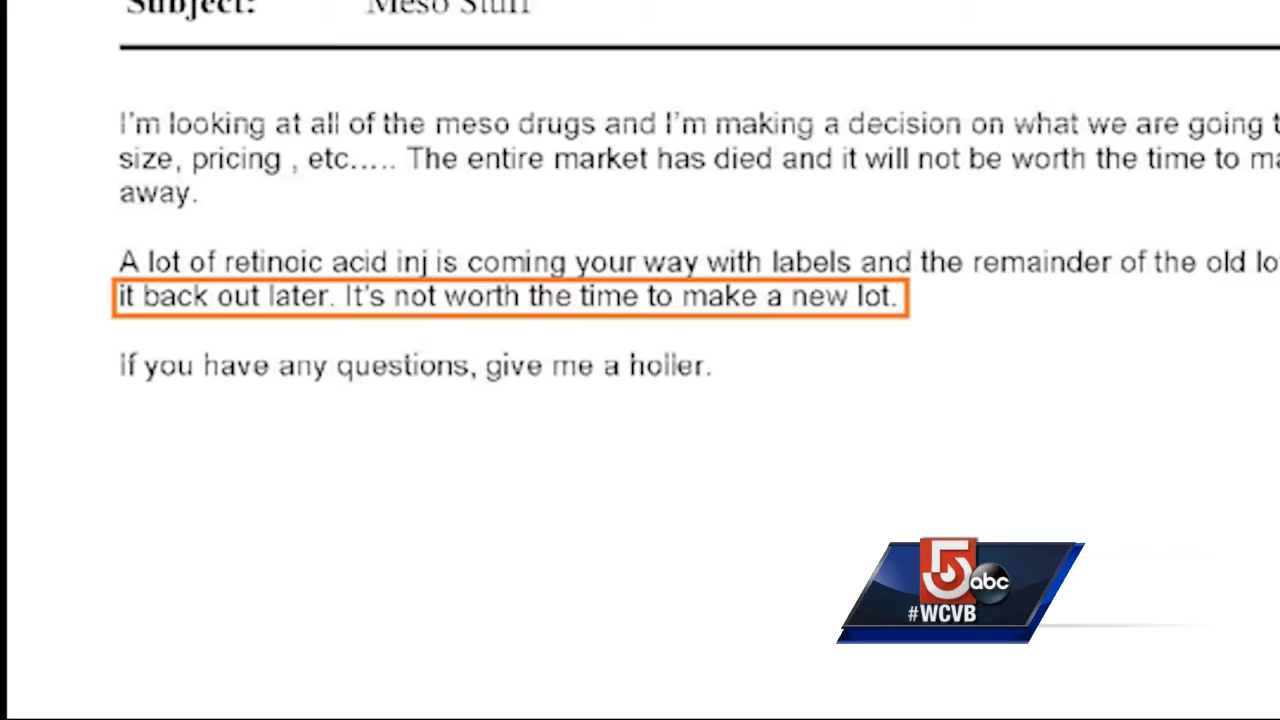 Subject: Meso Stuff
I'm looking at all of the meso drugs and I'm making a decision on what we are going
size, pricing , etc..... The entire market has died and it will not be worth the time to
away.
A lot of retinoic acid inj is coming your way with labels and the remainder of the old
it back out later. It's not worth the time to make a new lot.
If you have any questions, give me a holler.
5 abc
#WCVB